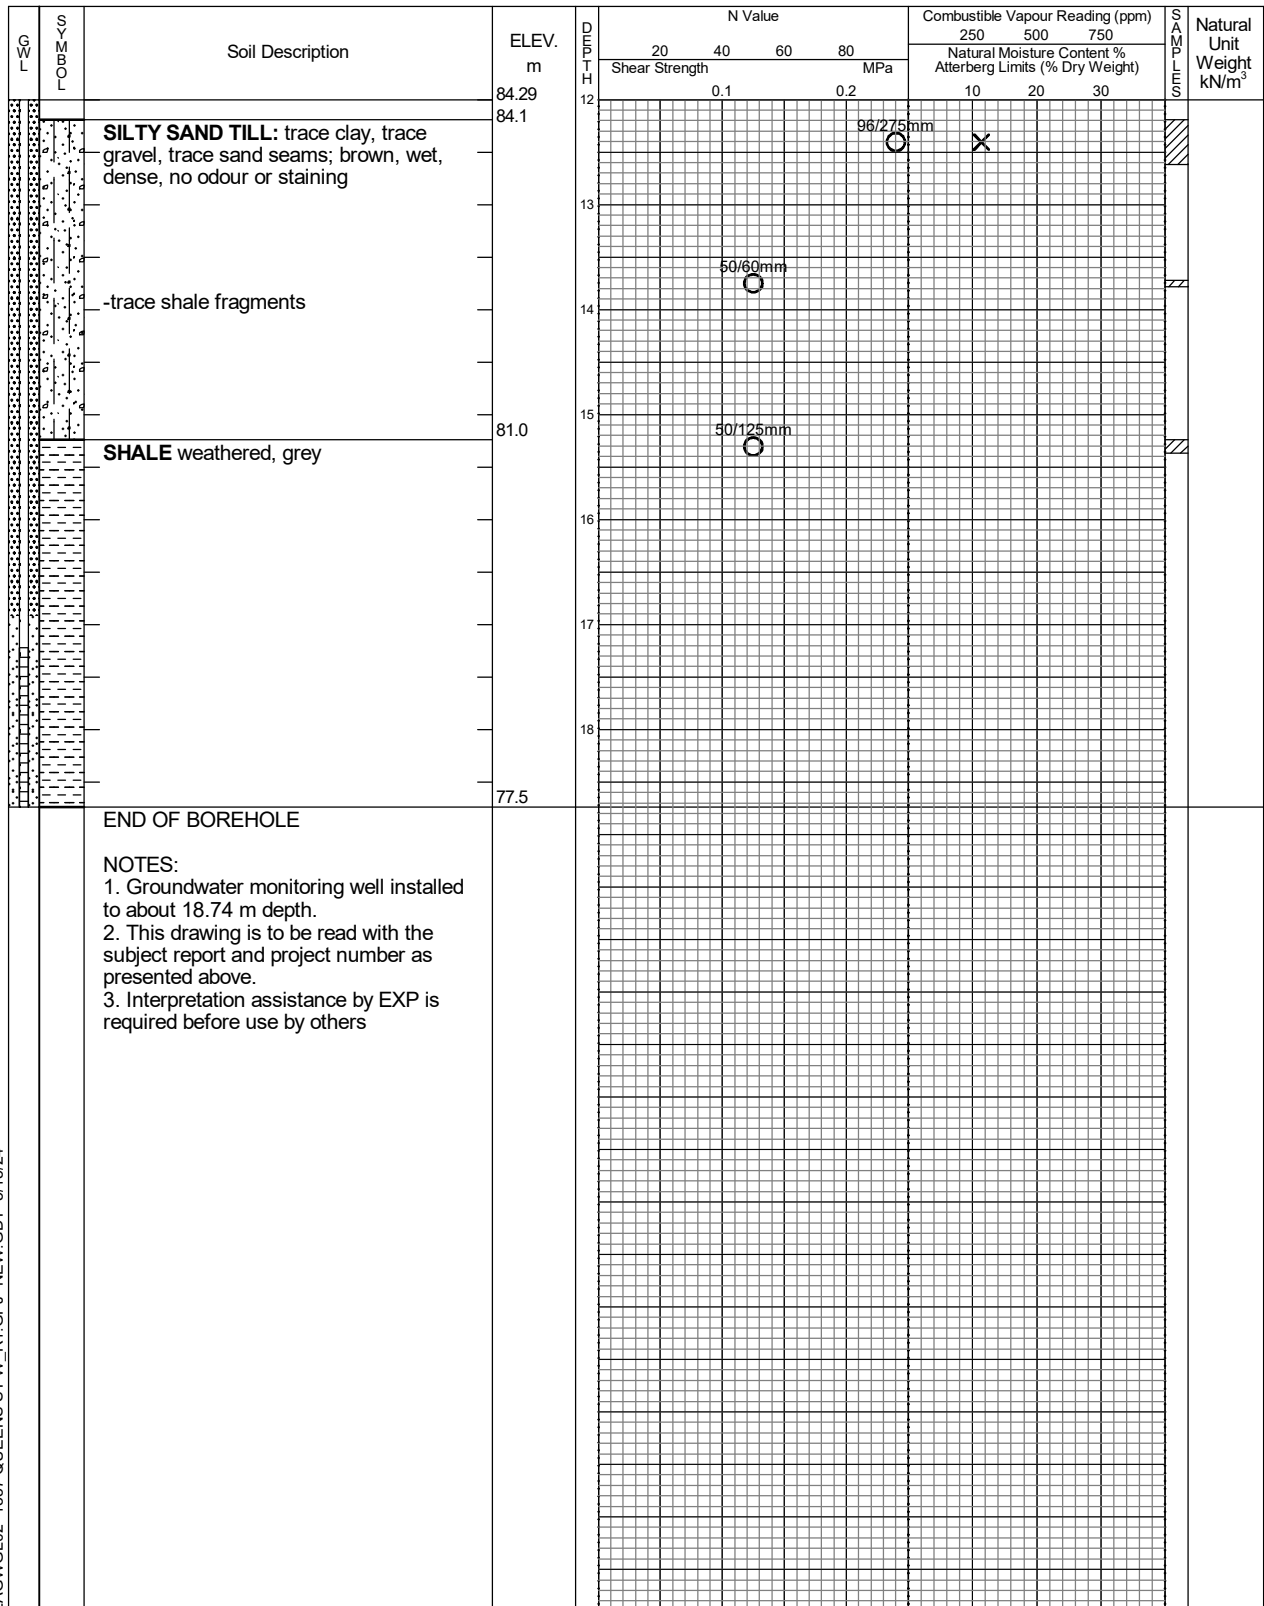 GWL
SYMBOL
Soil Description
ELEV.
m
DEPTH
N Value
20 40 60 80
Shear Strength MPa
0.1 0.2
Combustible Vapour Reading (ppm)
250 500 750
Natural Moisture Content %
Atterberg Limits (% Dry Weight)
10 20 30
SAMPLES
Natural
Unit
Weight
kN/m³
84.29
12
84.1
SILTY SAND TILL: trace clay, trace
gravel, trace sand seams; brown, wet,
dense, no odour or staining
96/275mm
13
50/60mm
-trace shale fragments
14
15
81.0
50/125mm
SHALE weathered, grey
16
17
18
77.5
END OF BOREHOLE
NOTES:
1. Groundwater monitoring well installed
to about 18.74 m depth.
2. This drawing is to be read with the
subject report and project number as
presented above.
3. Interpretation assistance by EXP is
required before use by others